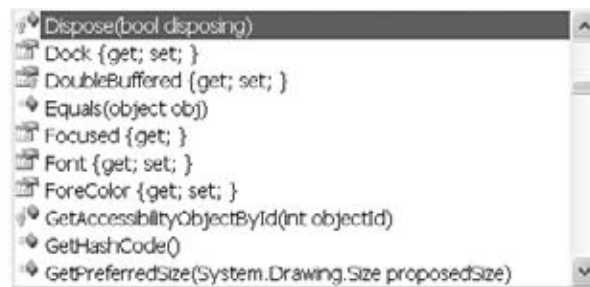 Dispose(bool disposing)
Dock {get; set; }
DoubleBuffered {get; set; }
Equals(object obj)
Focused {get; }
Font {get; set; }
ForeColor {get; set; }
GetAccessibilityObjectById(int objectId)
GetHashCode()
GetPreferredSize(System.Drawing.Size proposedSize)